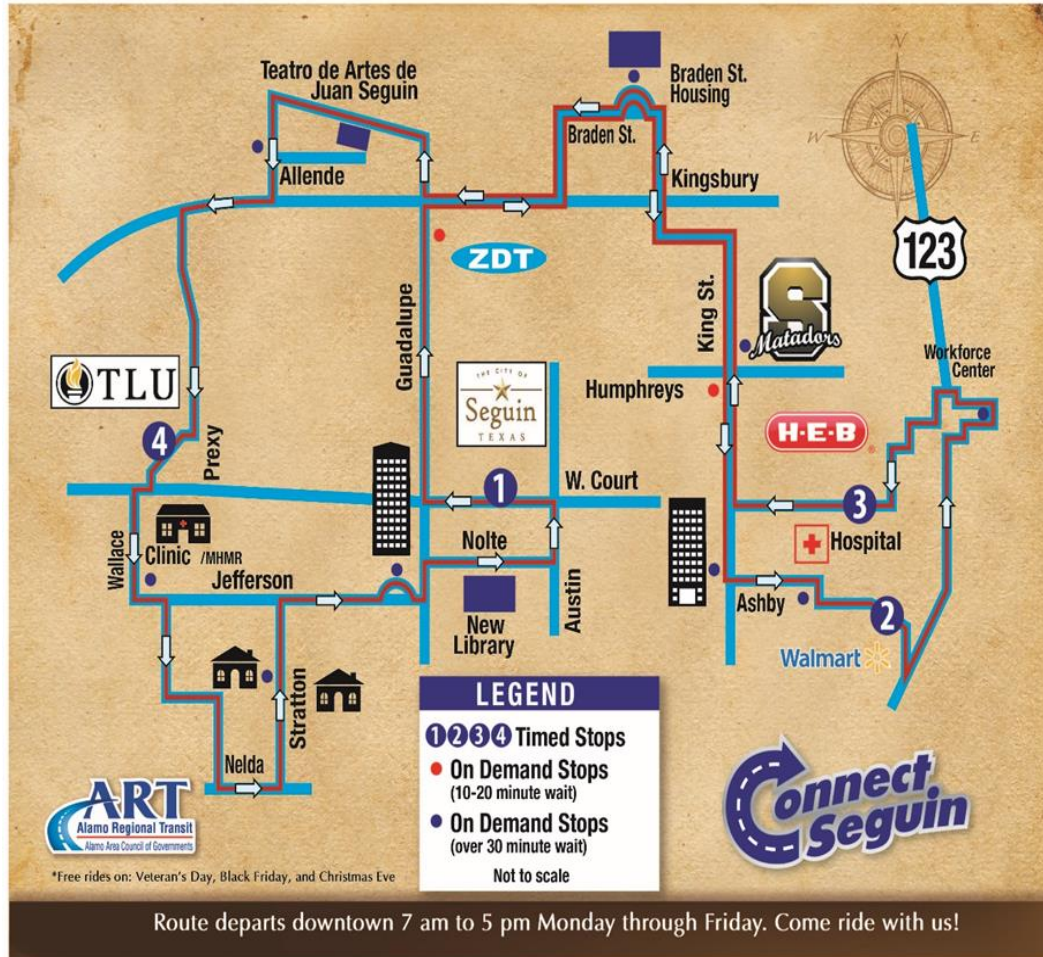 Teatro de Artes de
Juan Seguin
Allende
Braden St.
Housing
Braden St.
Kingsbury
N
W
E
S
123
ZDT
Guadalupe
King St.
S
Matadors
Workforce
Center
TLU
THE CITY OF
Seguin
TEXAS
Humphreys
H-E-B
4
Prexy
1
W. Court
3
Hospital
Wallace
Clinic /MHMR
Jefferson
Nolte
New
Library
Austin
Ashby
2
Walmart
Stratton
Nelda
LEGEND
1 2 3 4 Timed Stops
On Demand Stops
(10-20 minute wait)
On Demand Stops
(over 30 minute wait)
Not to scale
ART
Alamo Regional Transit
Alamo Area Council of Governments
Connect
Seguin
*Free rides on: Veteran's Day, Black Friday, and Christmas Eve
Route departs downtown 7 am to 5 pm Monday through Friday. Come ride with us!